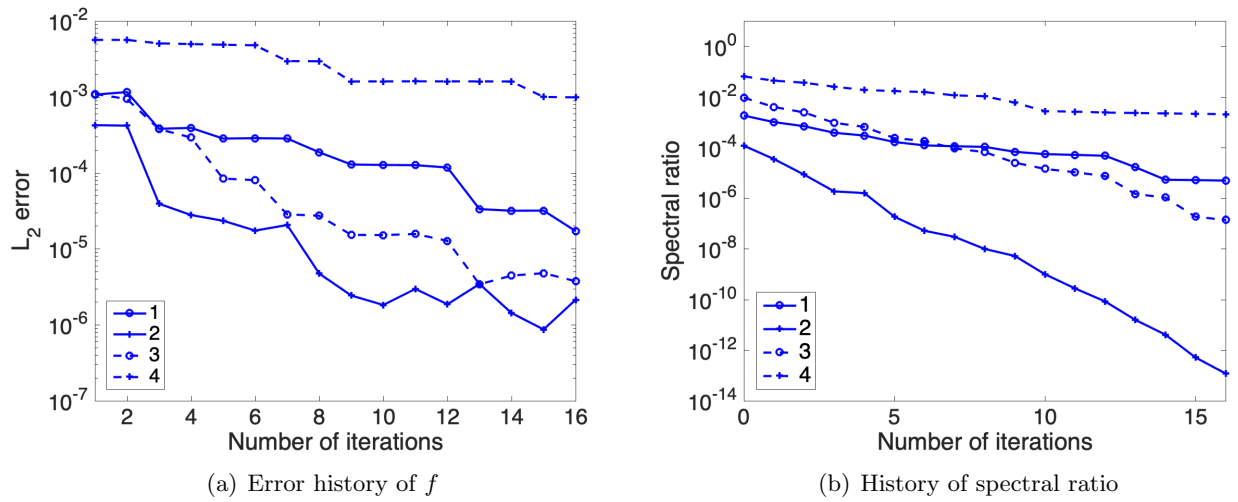 10^-2
10^-3
10^-4
10^-5
10^-6
10^-7
L_2 error
1
2
3
4
2 4 6 8 10 12 14 16
Number of iterations
(a) Error history of f
10^0
10^-2
10^-4
10^-6
10^-8
10^-10
10^-12
10^-14
Spectral ratio
1
2
3
4
0 5 10 15
Number of iterations
(b) History of spectral ratio